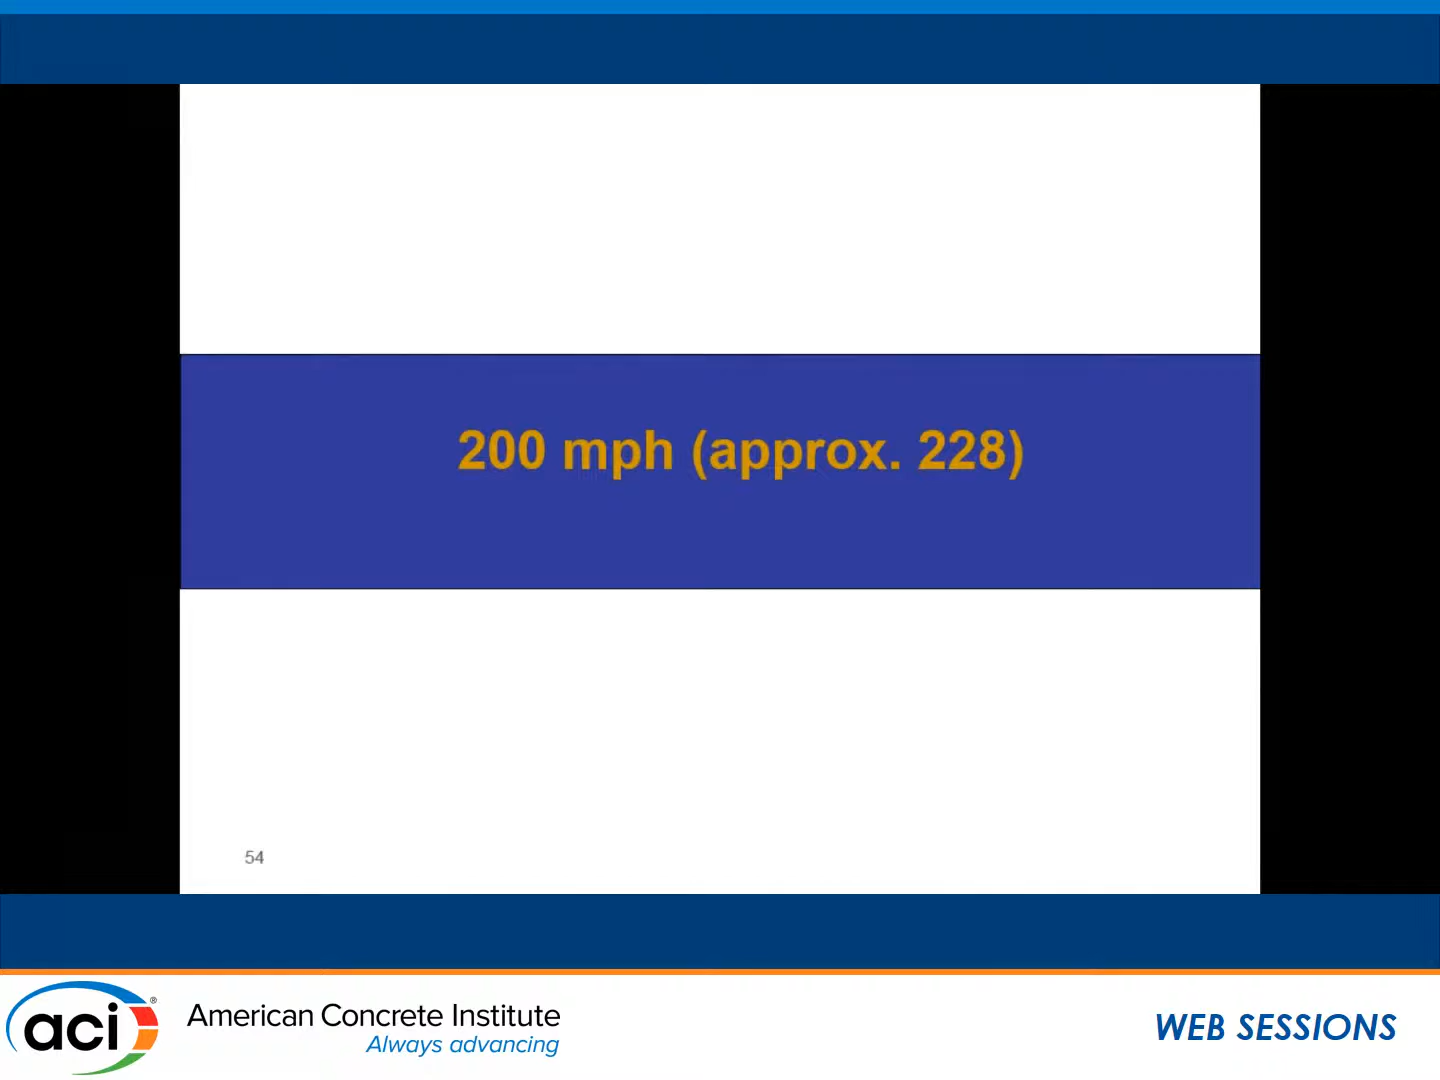 200 mph (approx. 228)
54
aci®
American Concrete Institute
Always advancing
WEB SESSIONS